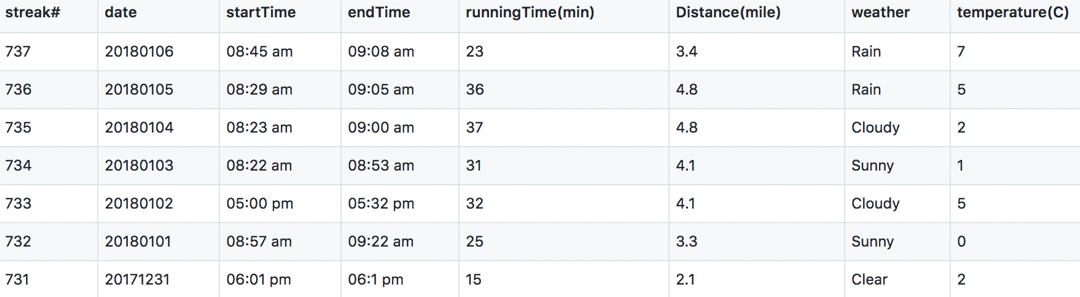 streak# date startTime endTime runningTime(min) Distance(mile) weather temperature(C)
737 20180106 08:45 am 09:08 am 23 3.4 Rain 7
736 20180105 08:29 am 09:05 am 36 4.8 Rain 5
735 20180104 08:23 am 09:00 am 37 4.8 Cloudy 2
734 20180103 08:22 am 08:53 am 31 4.1 Sunny 1
733 20180102 05:00 pm 05:32 pm 32 4.1 Cloudy 5
732 20180101 08:57 am 09:22 am 25 3.3 Sunny 0
731 20171231 06:01 pm 06:1 pm 15 2.1 Clear 2